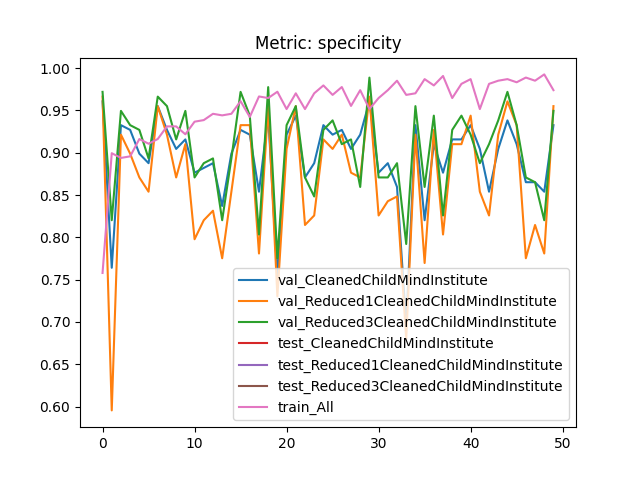 Metric: specificity
1.00
0.95
0.90
0.85
0.80
0.75
0.70
0.65
0.60
val_CleanedChildMindInstitute
val_Reduced1CleanedChildMindInstitute
val_Reduced3CleanedChildMindInstitute
test_CleanedChildMindInstitute
test_Reduced1CleanedChildMindInstitute
test_Reduced3CleanedChildMindInstitute
train_All
0 10 20 30 40 50